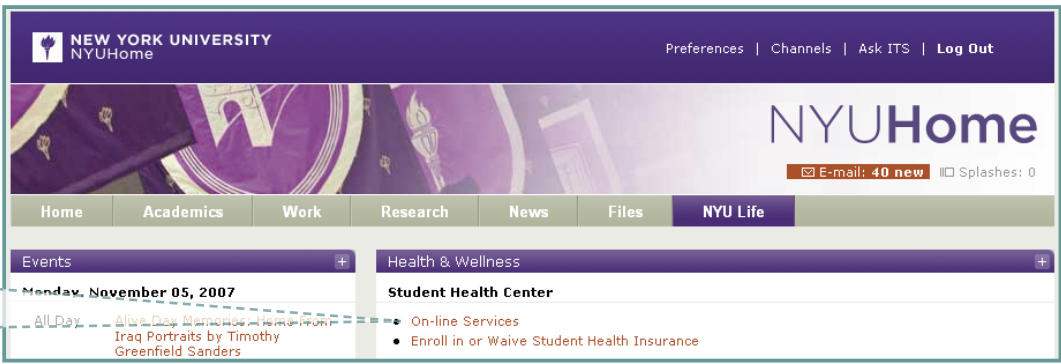 NEW YORK UNIVERSITY
NYUHome
Preferences | Channels | Ask ITS | Log Out
NYUHome
E-mail: 40 new Splashes: 0
Home Academics Work Research News Files NYU Life
Events
Monday, November 05, 2007
All Day Alive Day Memories: Home From
Iraq Portraits by Timothy
Greenfield Sanders
Health & Wellness
Student Health Center
• On-line Services
• Enroll in or Waive Student Health Insurance